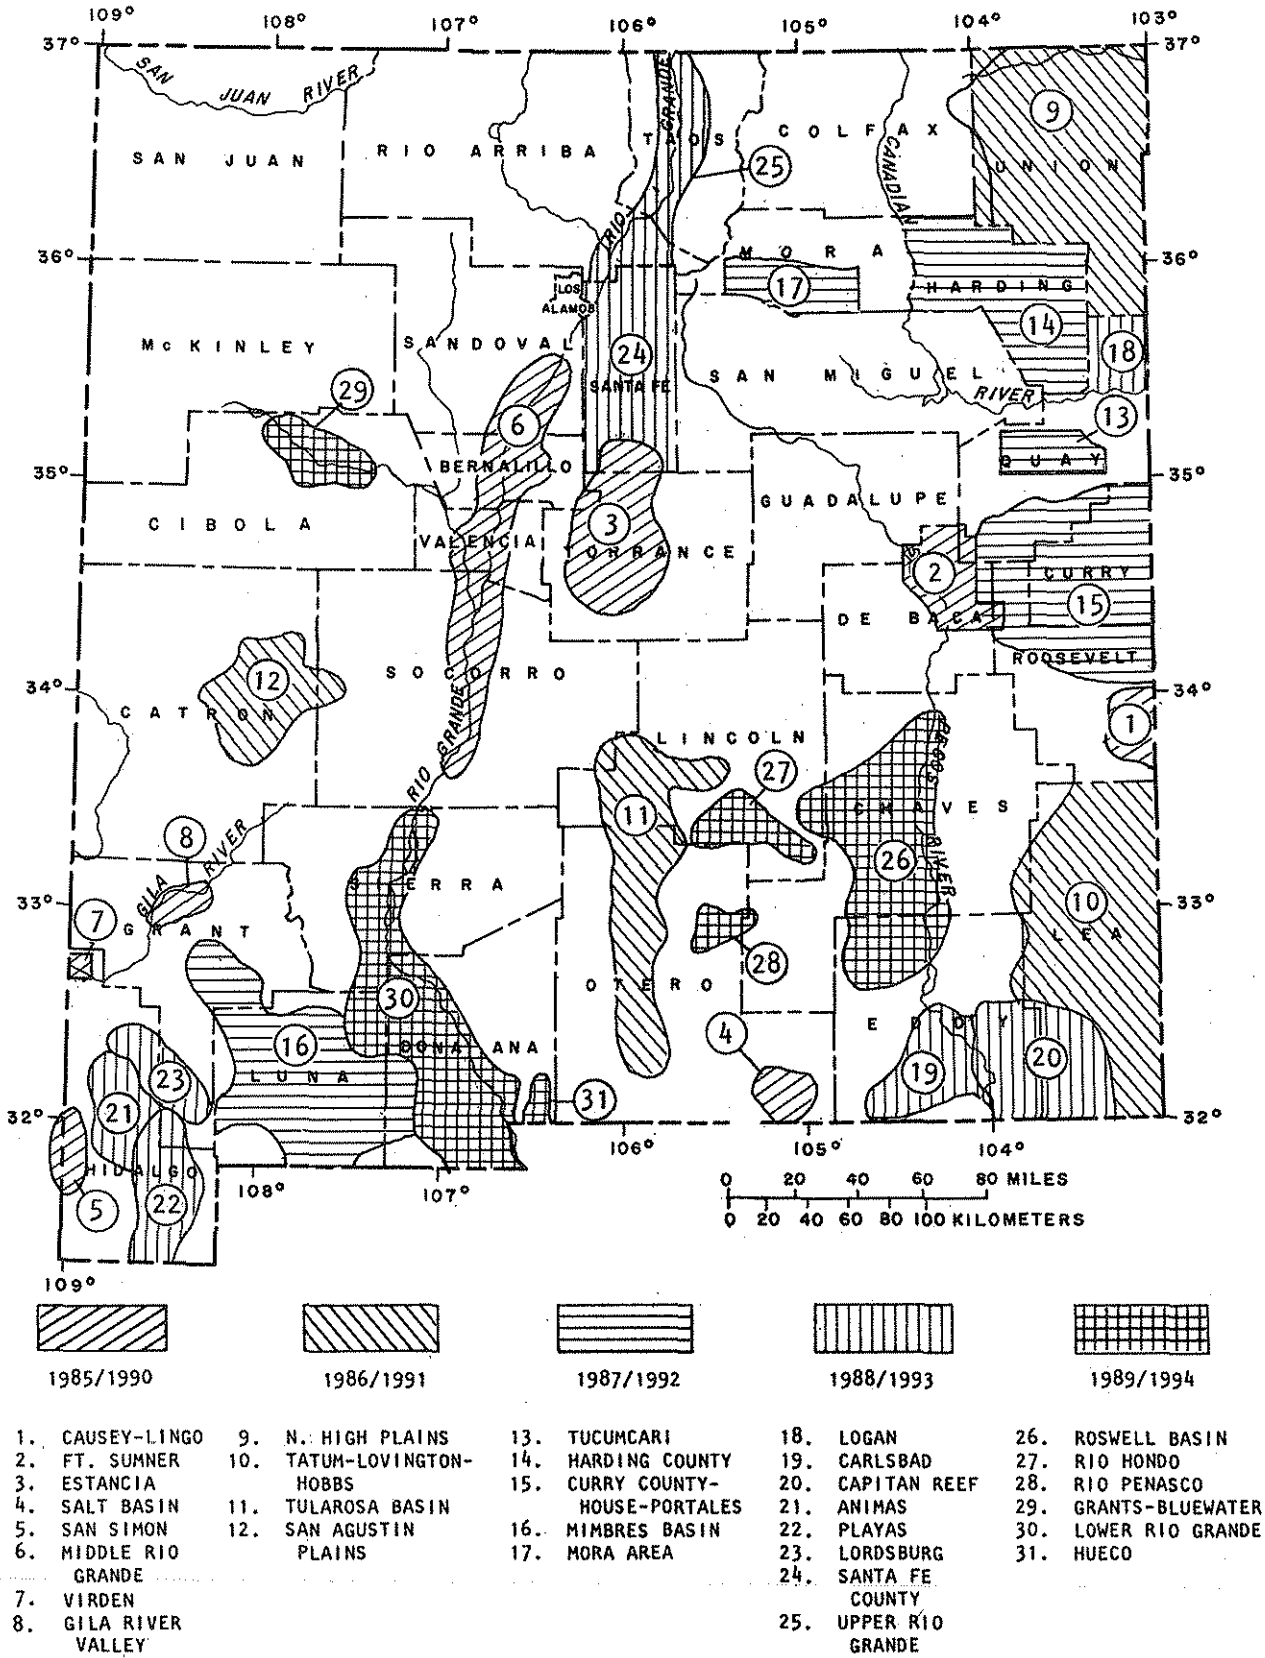 109° 108° 107° 106° 105° 104° 103°
37° 37°
SAN JUAN RIVER
RIO GRANDE
9
SAN JUAN
RIO ARRIBA
TAOS
COLFAX
CANADIAN
UNION
25
36° 36°
MORA
17
HARDING
LOS ALAMOS
14
18
McKINLEY
SANDOVAL
24
SANTA FE
SAN MIGUEL
RIVER
29
6
13
QUAY
35° 35°
BERNALILLO
GUADALUPE
CIBOLA
3
VALENCIA
TORRANCE
2
CURRY
15
DE BACA
ROOSEVELT
34° 34°
12
CATRON
SOCORRO
RIO GRANDE
LINCOLN
1
27
PECOS RIVER
CHAVES
11
8
GILA RIVER
26
SIERRA
33° 33°
7
GRANT
10
LEA
28
OTERO
30
4
EDDY
16
DONA ANA
LUNA
23
19
20
21
31
32° 32°
HIDALGO
22
5
109° 108° 107° 106° 105° 104°
0 20 40 60 80 MILES
0 20 40 60 80 100 KILOMETERS
1985/1990 1986/1991 1987/1992 1988/1993 1989/1994
1. CAUSEY-LINGO
2. FT. SUMNER
3. ESTANCIA
4. SALT BASIN
5. SAN SIMON
6. MIDDLE RIO
GRANDE
7. VIRDEN
8. GILA RIVER
VALLEY
9. N. HIGH PLAINS
10. TATUM-LOVINGTON-
HOBBS
11. TULAROSA BASIN
12. SAN AGUSTIN
PLAINS
13. TUCUMCARI
14. HARDING COUNTY
15. CURRY COUNTY-
HOUSE-PORTALES
16. MIMBRES BASIN
17. MORA AREA
18. LOGAN
19. CARLSBAD
20. CAPITAN REEF
21. ANIMAS
22. PLAYAS
23. LORDSBURG
24. SANTA FE
COUNTY
25. UPPER RIO
GRANDE
26. ROSWELL BASIN
27. RIO HONDO
28. RIO PENASCO
29. GRANTS-BLUEWATER
30. LOWER RIO GRANDE
31. HUECO